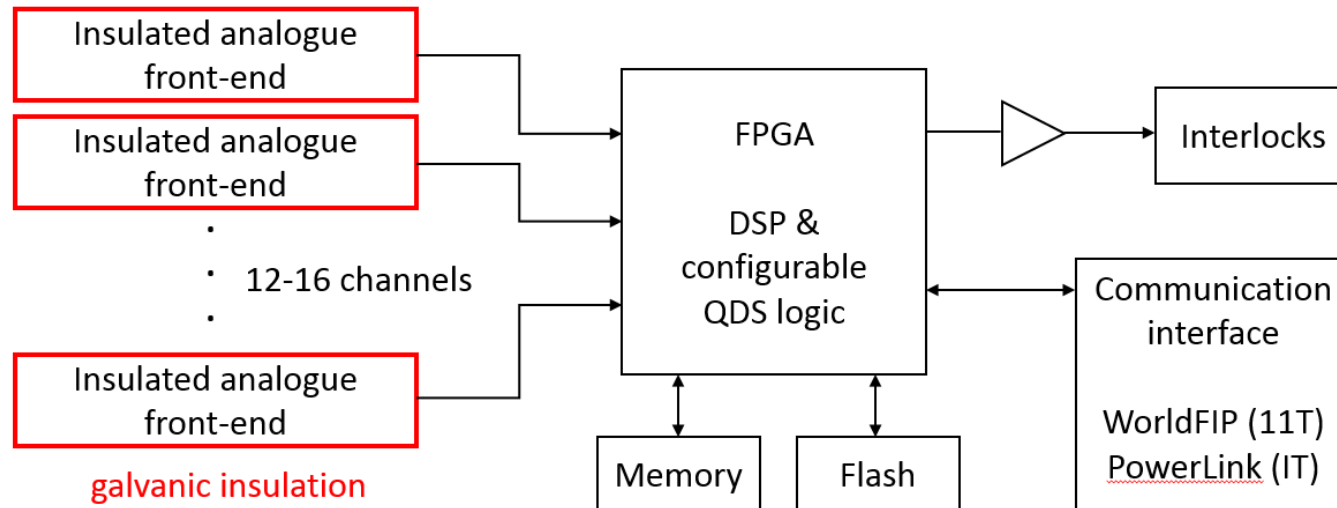 Insulated analogue
front-end
Insulated analogue
front-end
12-16 channels
Insulated analogue
front-end
galvanic insulation
FPGA
DSP &
configurable
QDS logic
Memory
Flash
Interlocks
Communication
interface
WorldFIP (11T)
PowerLink (IT)